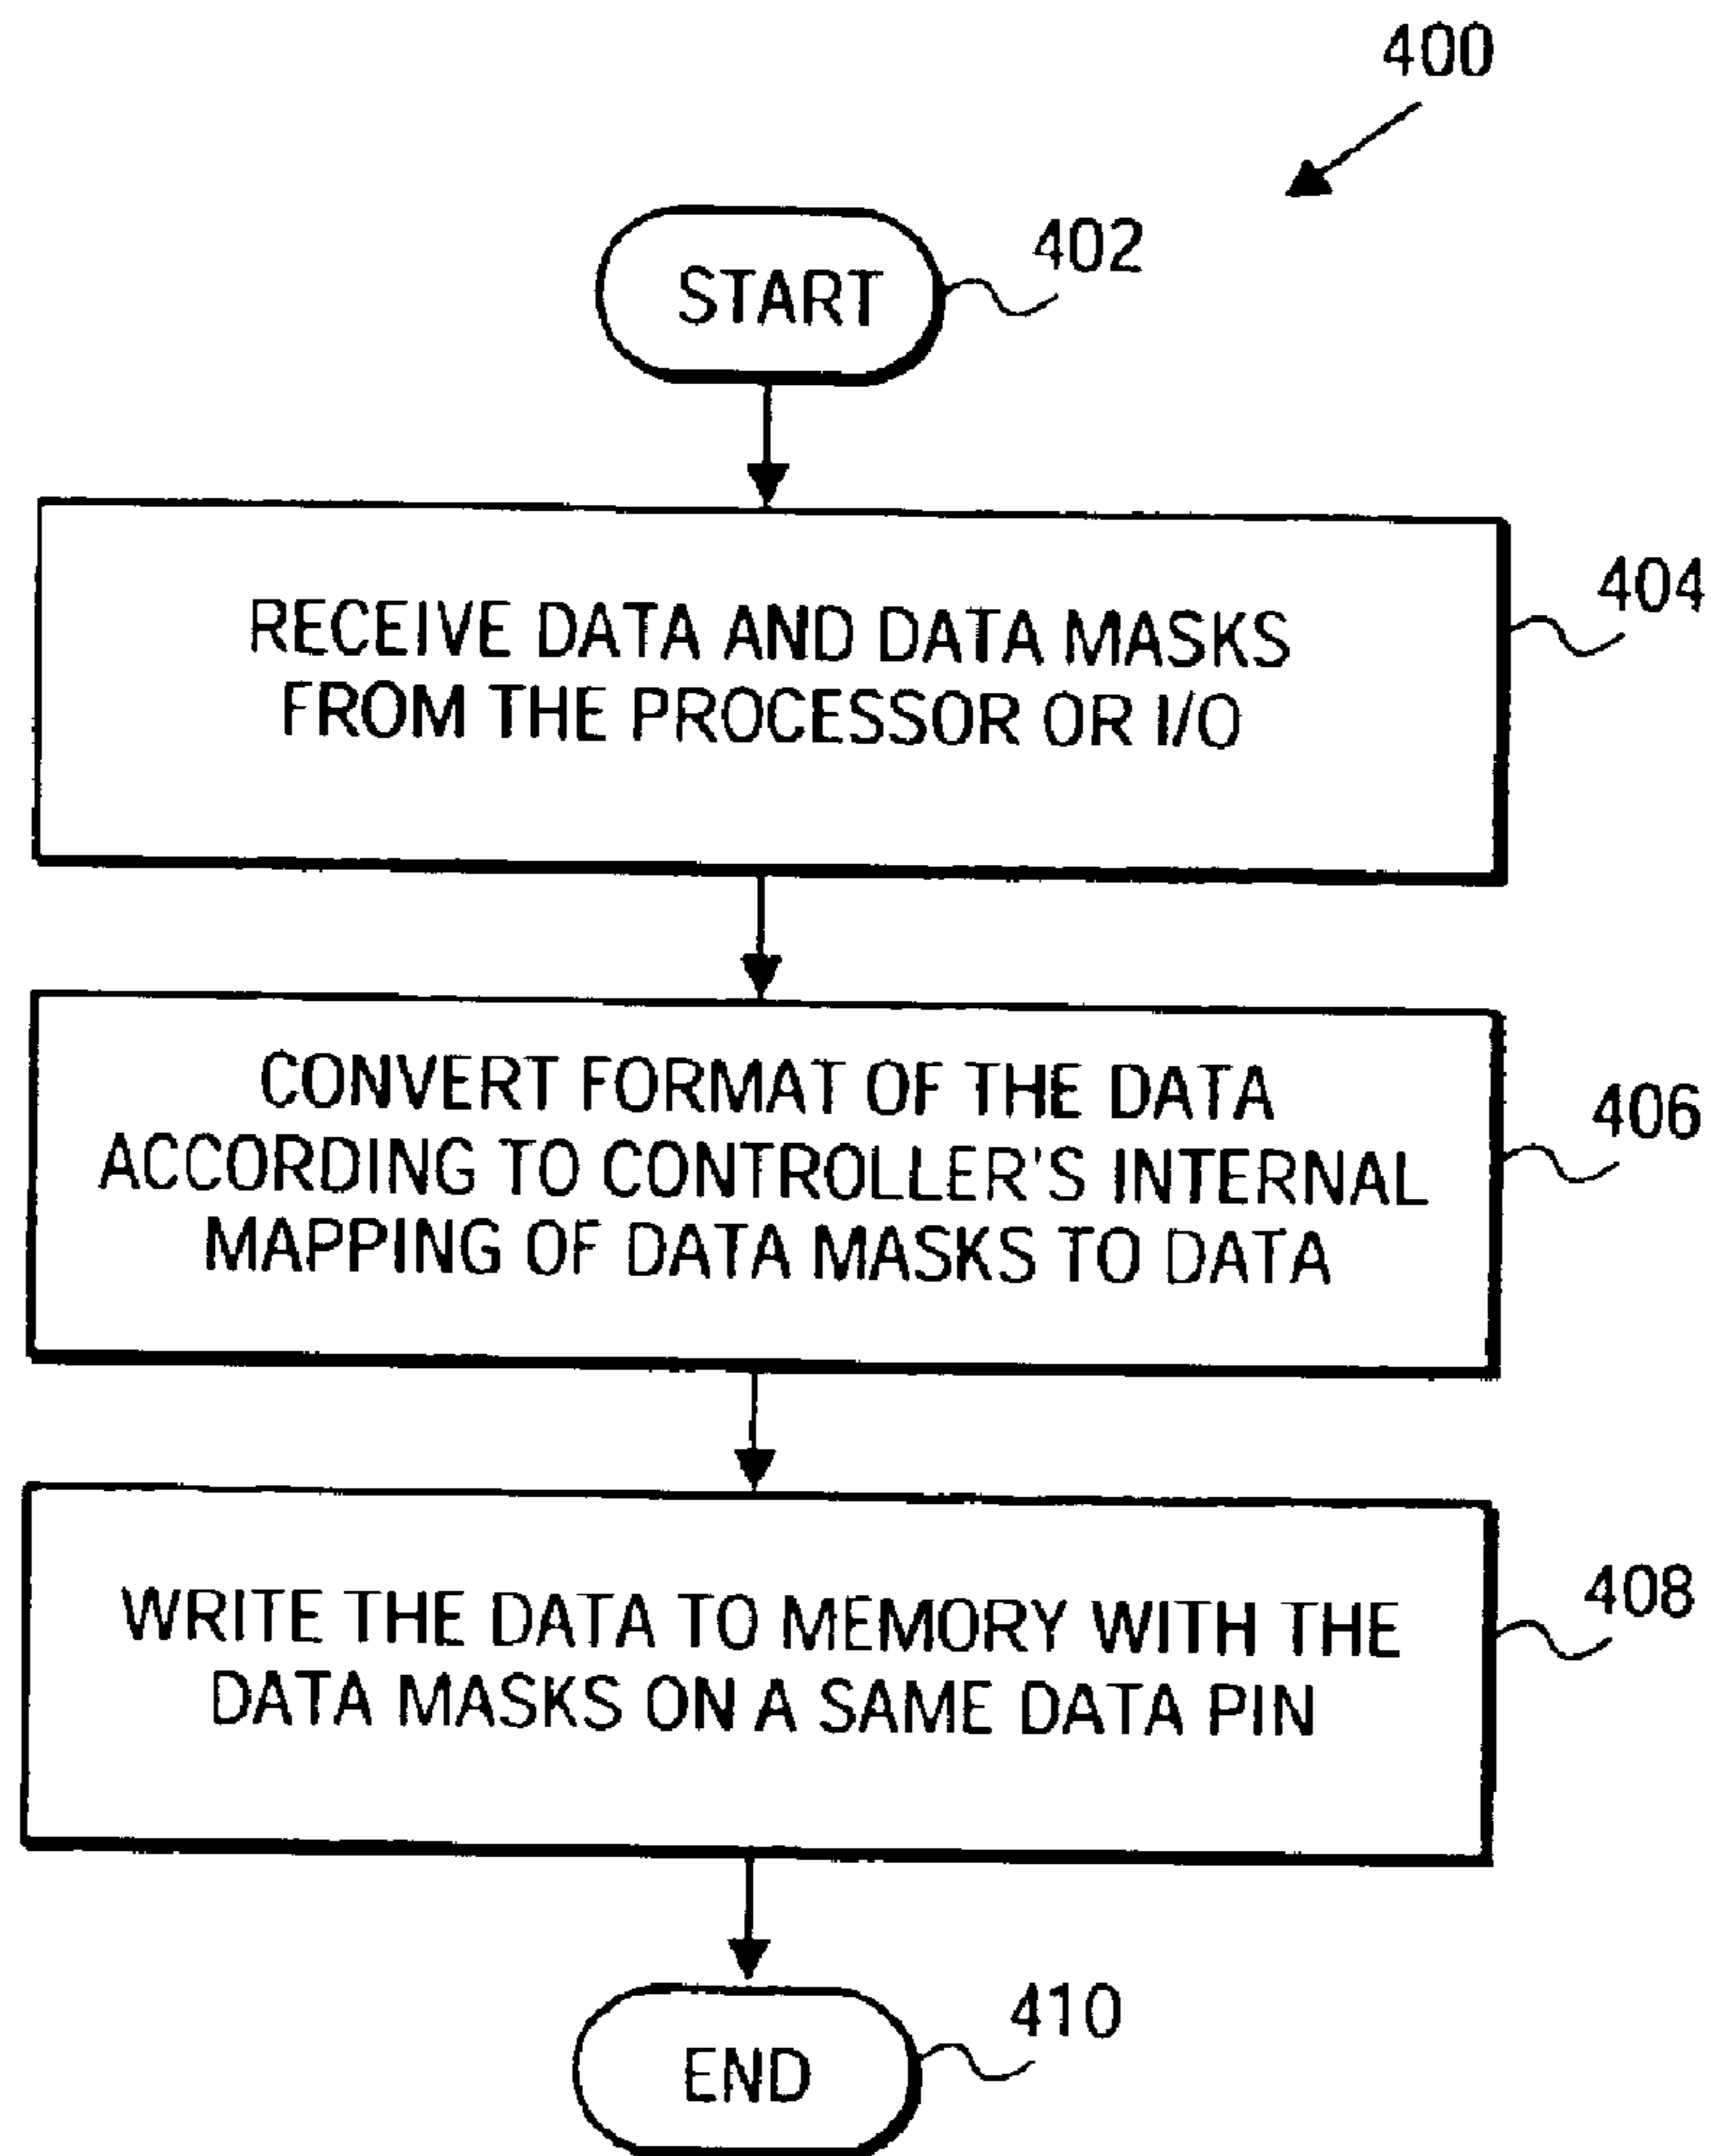 400
START
402
RECEIVE DATA AND DATA MASKS
FROM THE PROCESSOR OR I/O
404
CONVERT FORMAT OF THE DATA
ACCORDING TO CONTROLLER'S INTERNAL
MAPPING OF DATA MASKS TO DATA
406
WRITE THE DATA TO MEMORY WITH THE
DATA MASKS ON A SAME DATA PIN
408
END
410